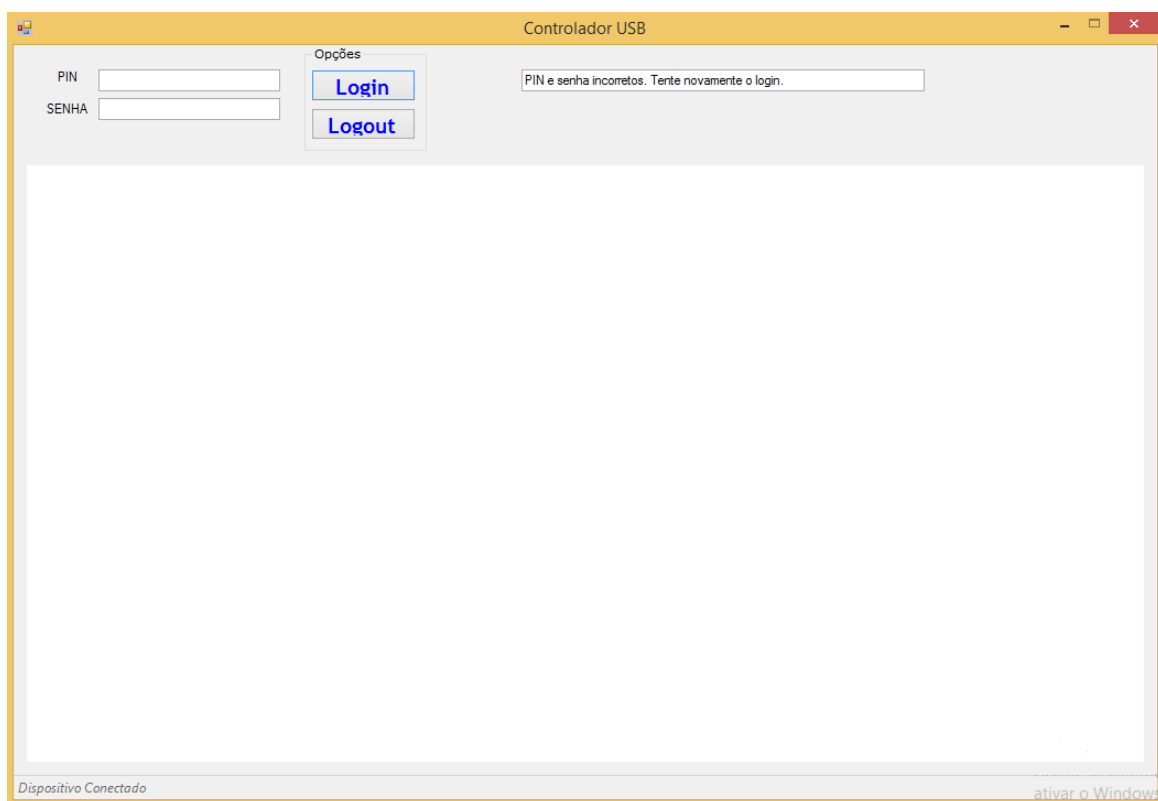 Controlador USB
Opções
PIN
Login
PIN e senha incorretos. Tente novamente o login.
SENHA
Logout
Dispositivo Conectado
ativar o Windows